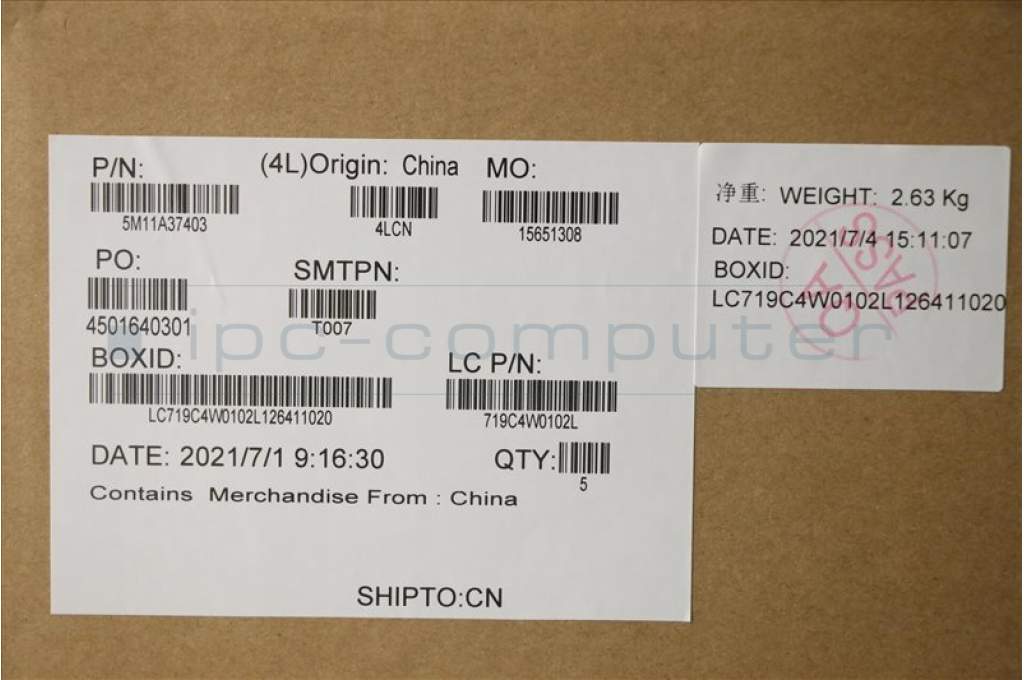 P/N: (4L)Origin: China MO:
5M11A37403 4LCN 15651308
PO: SMTPN:
4501640301 T007
BOXID: LC P/N:
LC719C4W0102L126411020 719C4W0102L
DATE: 2021/7/1 9:16:30 QTY:
5
Contains Merchandise From : China
SHIPTO:CN
净重: WEIGHT: 2.63 Kg
DATE: 2021/7/4 15:11:07
BOXID:
LC719C4W0102L126411020
ipc-computer